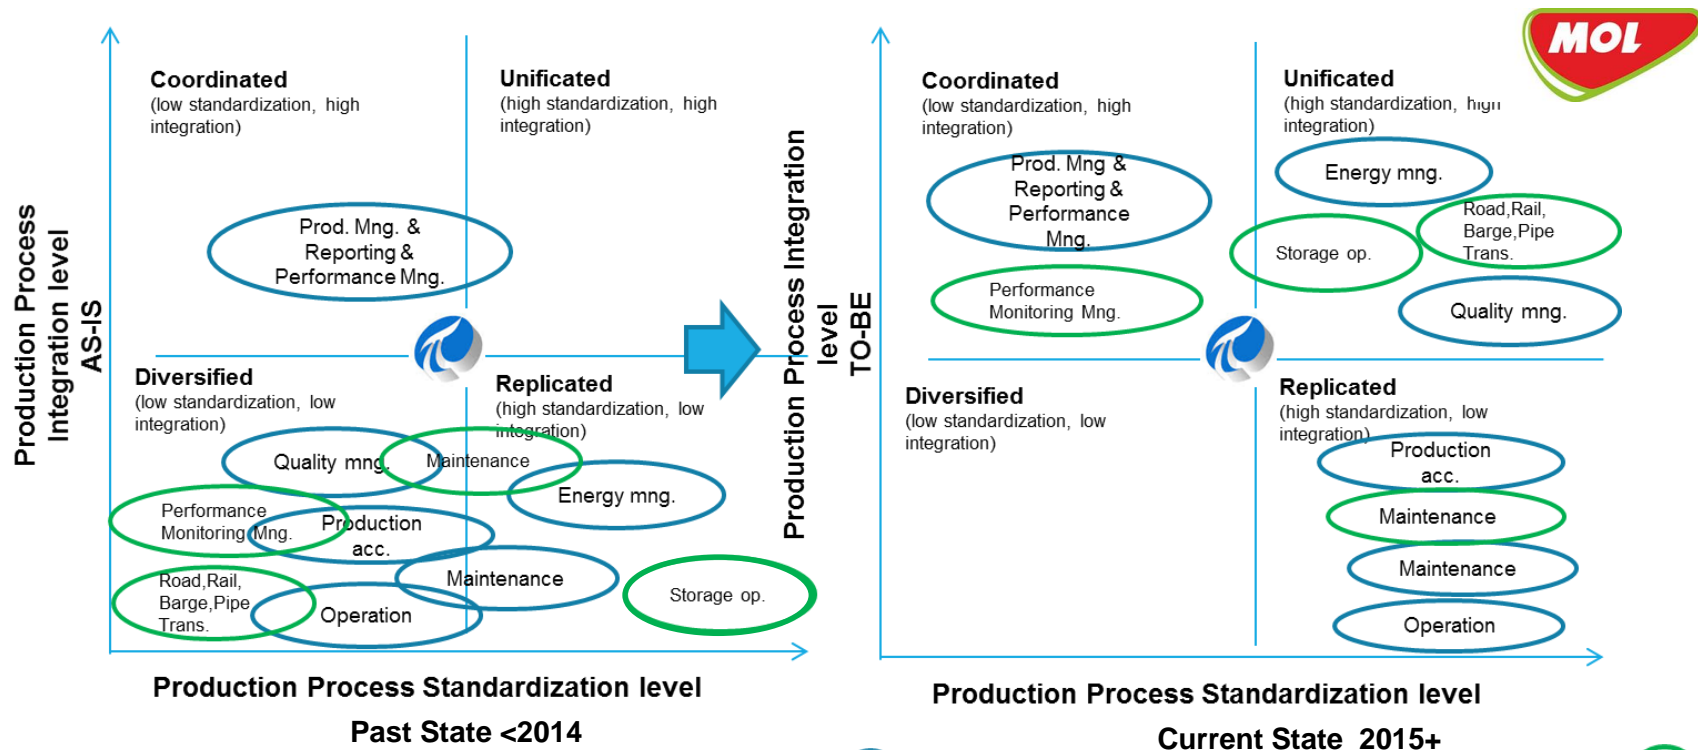 MOL
Production Process
Integration level
AS-IS
Coordinated
(low standardization, high
integration)
Unificated
(high standardization, high
integration)
Prod. Mng. &
Reporting &
Performance Mng.
Diversified
(low standardization, low
integration)
Replicated
(high standardization, low
integration)
Quality mng.
Maintenance
Energy mng.
Performance
Monitoring Mng.
Production
acc.
Maintenance
Road,Rail,
Barge,Pipe
Trans.
Operation
Storage op.
Production Process Standardization level
Past State <2014
Production Process Integration
level
TO-BE
Coordinated
(low standardization, high
integration)
Unificated
(high standardization, high
integration)
Prod. Mng &
Reporting &
Performance
Mng.
Energy mng.
Road,Rail,
Barge,Pipe
Trans.
Storage op.
Performance
Monitoring Mng.
Quality mng.
Diversified
(low standardization, low
integration)
Replicated
(high standardization, low
integration)
Production
acc.
Maintenance
Maintenance
Operation
Production Process Standardization level
Current State 2015+